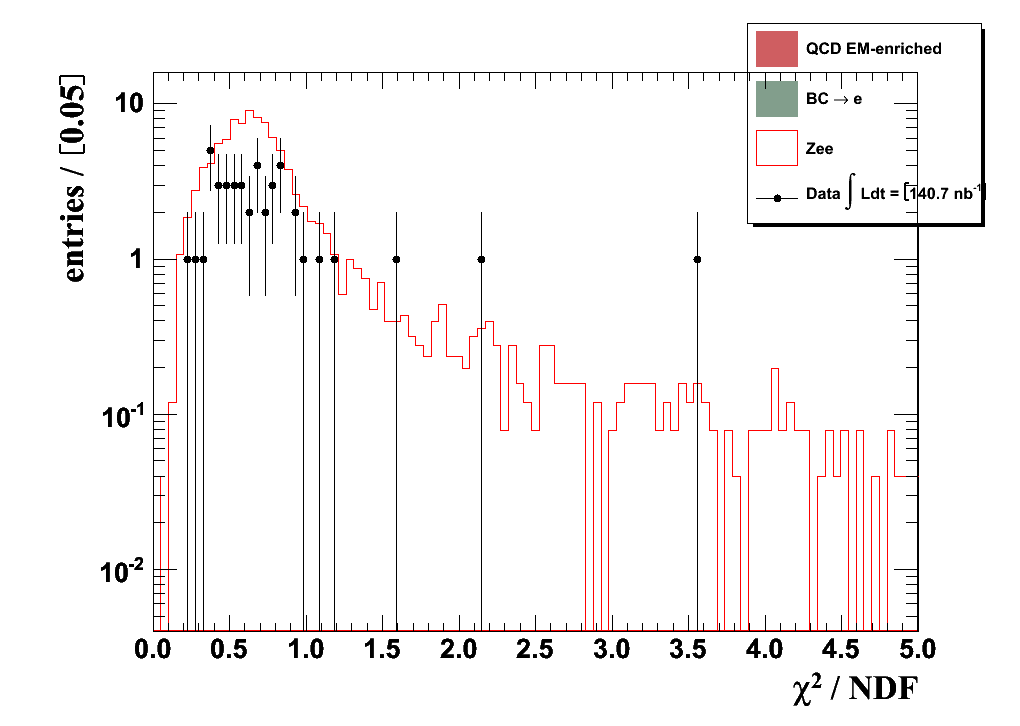 QCD EM-enriched
BC → e
Zee
Data ∫ Ldt = [140.7 nb⁻¹]
entries / [0.05]
10
1
10⁻¹
10⁻²
0.0 0.5 1.0 1.5 2.0 2.5 3.0 3.5 4.0 4.5 5.0
χ² / NDF